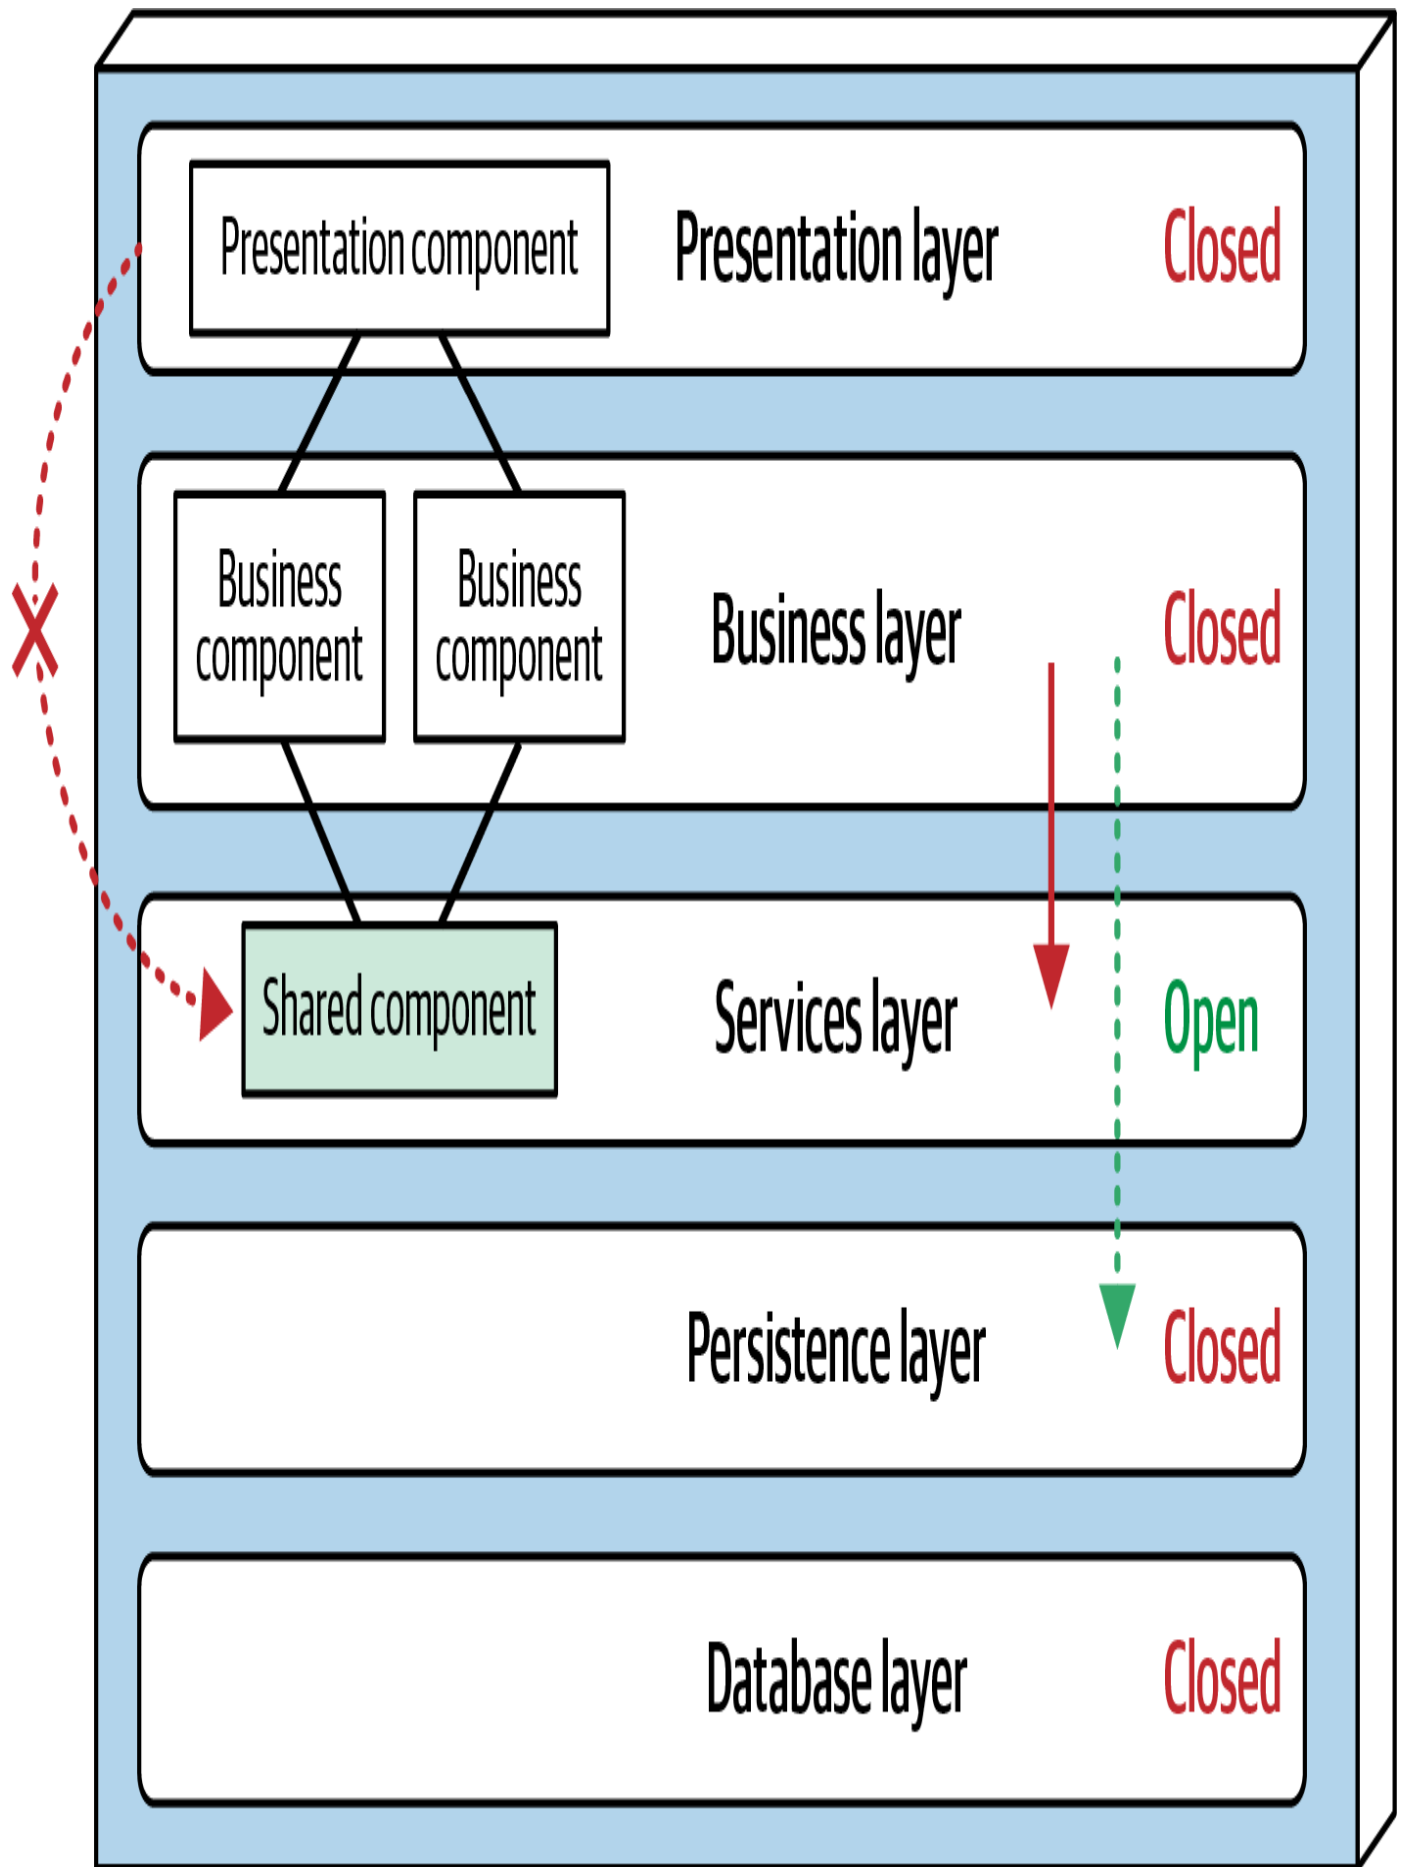 Presentation component
Presentation layer
Closed
Business
component
Business
component
Business layer
Closed
Shared component
Services layer
Open
Persistence layer
Closed
Database layer
Closed